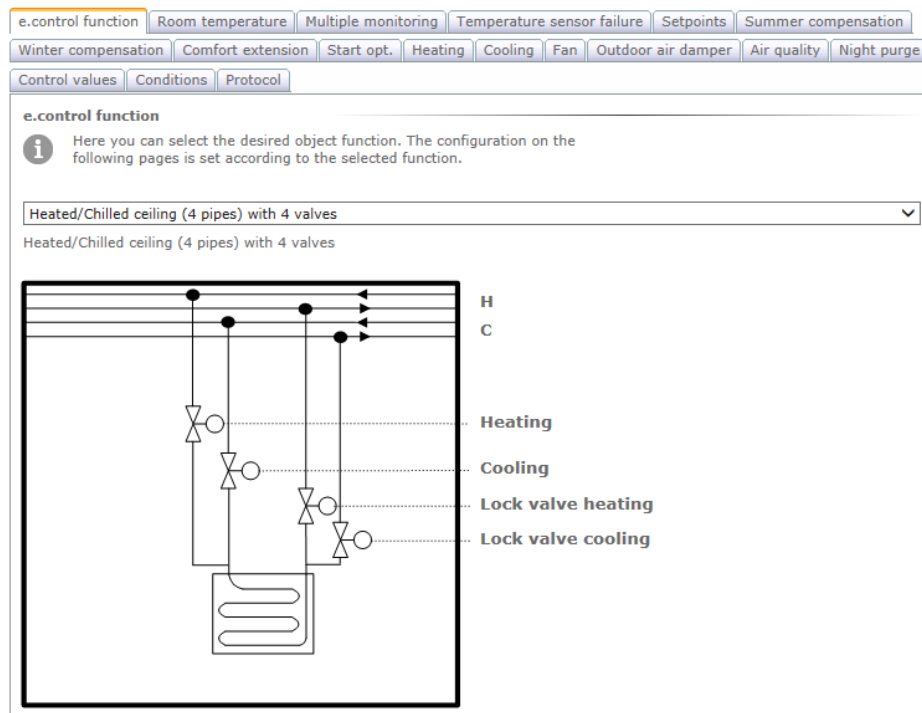 e.control function Room temperature Multiple monitoring Temperature sensor failure Setpoints Summer compensation
Winter compensation Comfort extension Start opt. Heating Cooling Fan Outdoor air damper Air quality Night purge
Control values Conditions Protocol
e.control function
Here you can select the desired object function. The configuration on the
following pages is set according to the selected function.
Heated/Chilled ceiling (4 pipes) with 4 valves
Heated/Chilled ceiling (4 pipes) with 4 valves
H
C
Heating
Cooling
Lock valve heating
Lock valve cooling